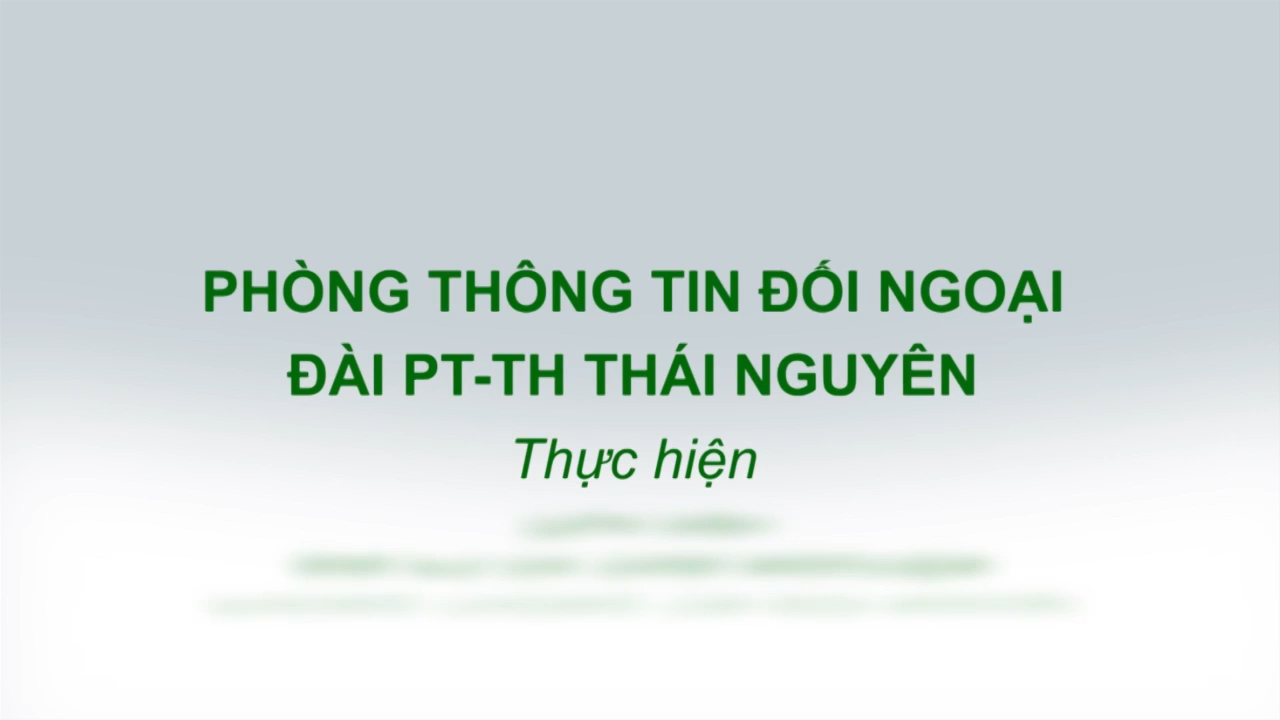 PHÒNG THÔNG TIN ĐỐI NGOẠI
ĐÀI PT-TH THÁI NGUYÊN
Thực hiện